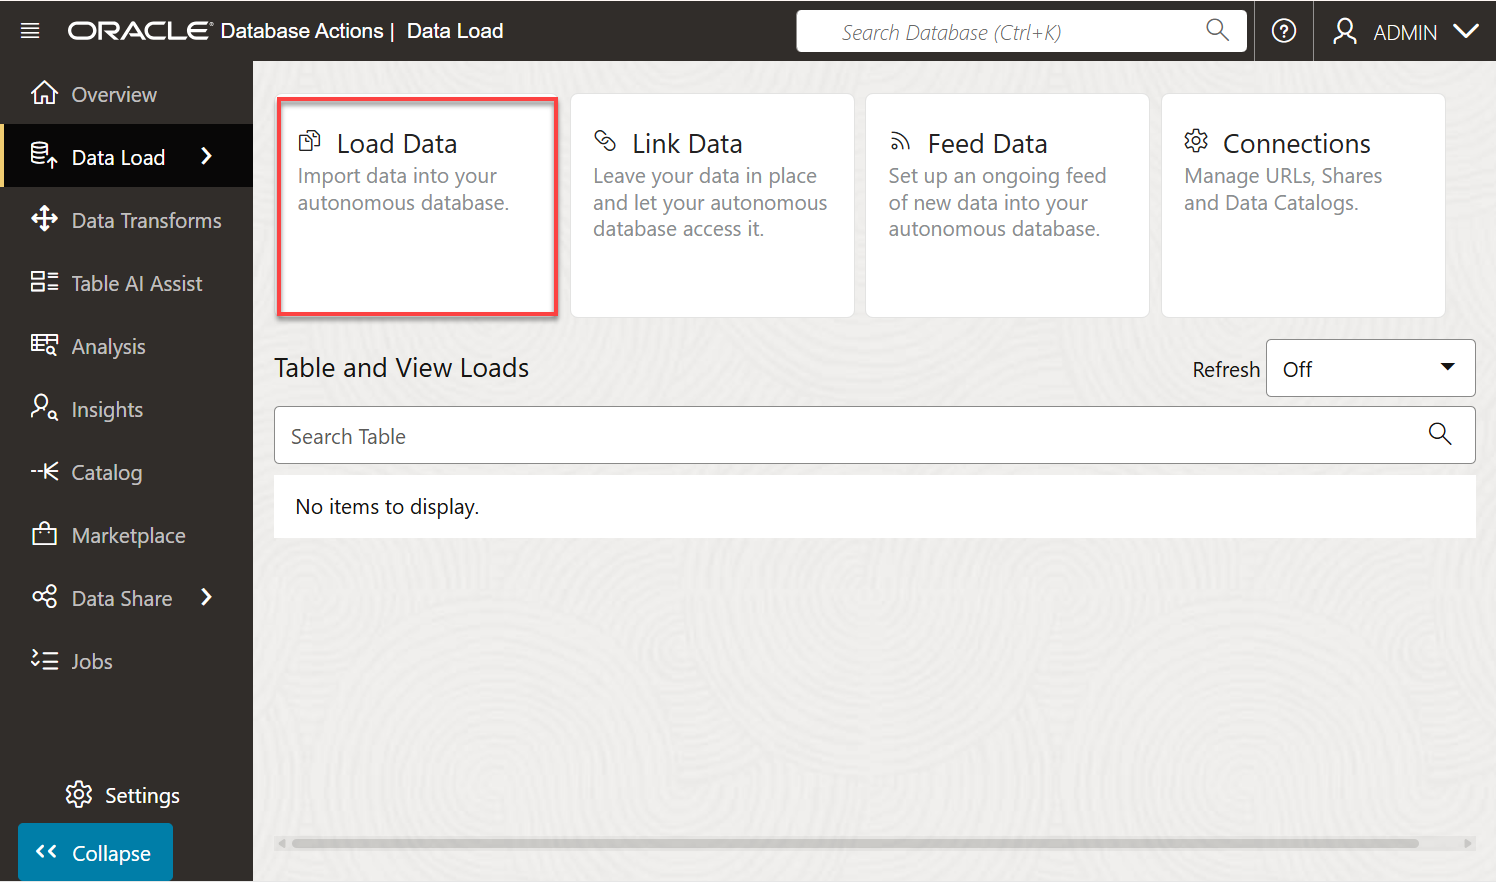 ORACLE Database Actions | Data Load
Search Database (Ctrl+K)
ADMIN
Overview
Data Load
Data Transforms
Table AI Assist
Analysis
Insights
Catalog
Marketplace
Data Share
Jobs
Settings
Collapse
Load Data
Import data into your
autonomous database.
Link Data
Leave your data in place
and let your autonomous
database access it.
Feed Data
Set up an ongoing feed
of new data into your
autonomous database.
Connections
Manage URLs, Shares
and Data Catalogs.
Table and View Loads
Refresh Off
Search Table
No items to display.